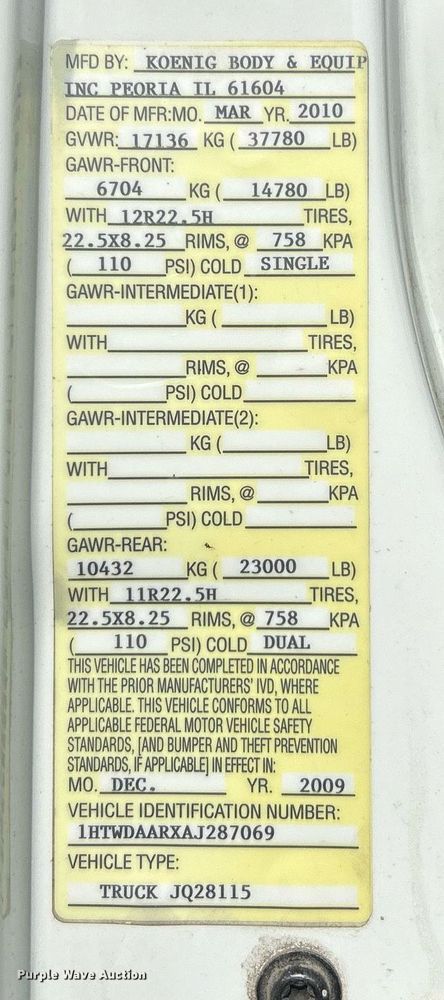 MFD BY: KOENIG BODY & EQUIP
INC PEORIA IL 61604
DATE OF MFR:MO. MAR YR. 2010
GVWR: 17136 KG ( 37780 LB)
GAWR-FRONT:
6704 KG ( 14780 LB)
WITH 12R22.5H TIRES,
22.5X8.25 RIMS, @ 758 KPA
( 110 PSI) COLD SINGLE
GAWR-INTERMEDIATE(1):
KG ( LB)
WITH TIRES,
RIMS, @ KPA
( PSI) COLD
GAWR-INTERMEDIATE(2):
KG ( LB)
WITH TIRES,
RIMS, @ KPA
( PSI) COLD
GAWR-REAR:
10432 KG ( 23000 LB)
WITH 11R22.5H TIRES,
22.5X8.25 RIMS, @ 758 KPA
( 110 PSI) COLD DUAL
THIS VEHICLE HAS BEEN COMPLETED IN ACCORDANCE
WITH THE PRIOR MANUFACTURERS' IVD, WHERE
APPLICABLE. THIS VEHICLE CONFORMS TO ALL
APPLICABLE FEDERAL MOTOR VEHICLE SAFETY
STANDARDS, [AND BUMPER AND THEFT PREVENTION
STANDARDS, IF APPLICABLE] IN EFFECT IN:
MO. DEC. YR. 2009
VEHICLE IDENTIFICATION NUMBER:
1HTWDAARXAJ287069
VEHICLE TYPE:
TRUCK JQ28115
Purple Wave Auction